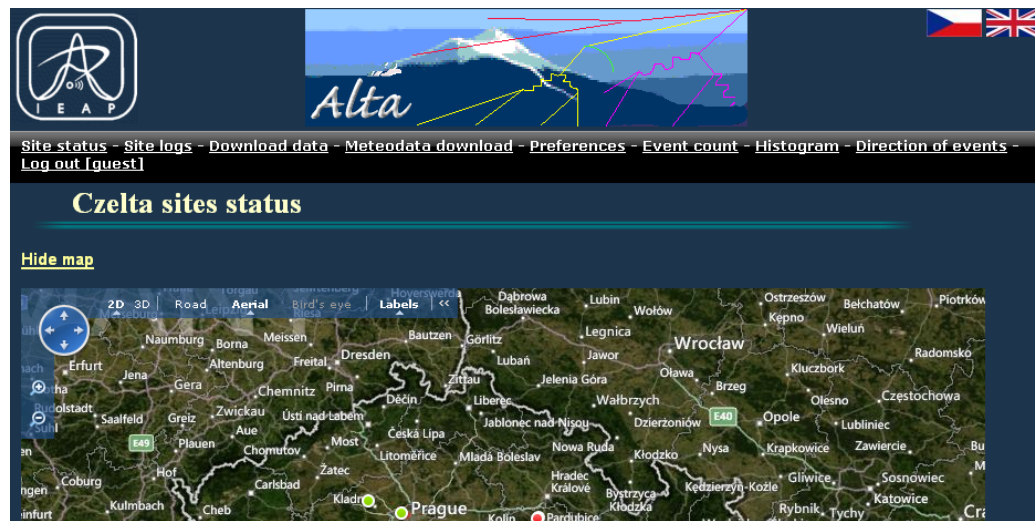 I E A P
Alta
Site status - Site logs - Download data - Meteodata download - Preferences - Event count - Histogram - Direction of events -
Log out [guest]
Czelta sites status
Hide map
2D 3D Road Aerial Bird's eye Labels <<
Hoyerswerda Dąbrowa Bolesławiecka Lubin Wołów Ostrzeszów Kępno Bełchatów Piotrków
Naumburg Borna Meissen Bautzen Görlitz Legnica Wrocław Wieluń
Erfurt Jena Altenburg Freital Dresden Lubań Jawor Oława Kluczbork Radomsko
Gera Chemnitz Pirna Zittau Jelenia Góra Brzeg
Rudolstadt Saalfeld Greiz Zwickau Ústí nad Labem Děčín Liberec Wałbrzych E40 Opole Olesno Częstochowa
Suhl E49 Plauen Aue Most Česká Lípa Jablonec nad Nisou Dzierżoniów Lubliniec
Chomutov Litoměřice Mladá Boleslav Nowa Ruda Kłodzko Nysa Krapkowice Zawiercie
Coburg Hof Carlsbad Žatec Hradec Králové Bystrzyca Kłodzka Kędzierzyn-Koźle Gliwice Sosnowiec
Kulmbach Cheb Kladno Prague Kolín Pardubice Rybnik Tychy Katowice